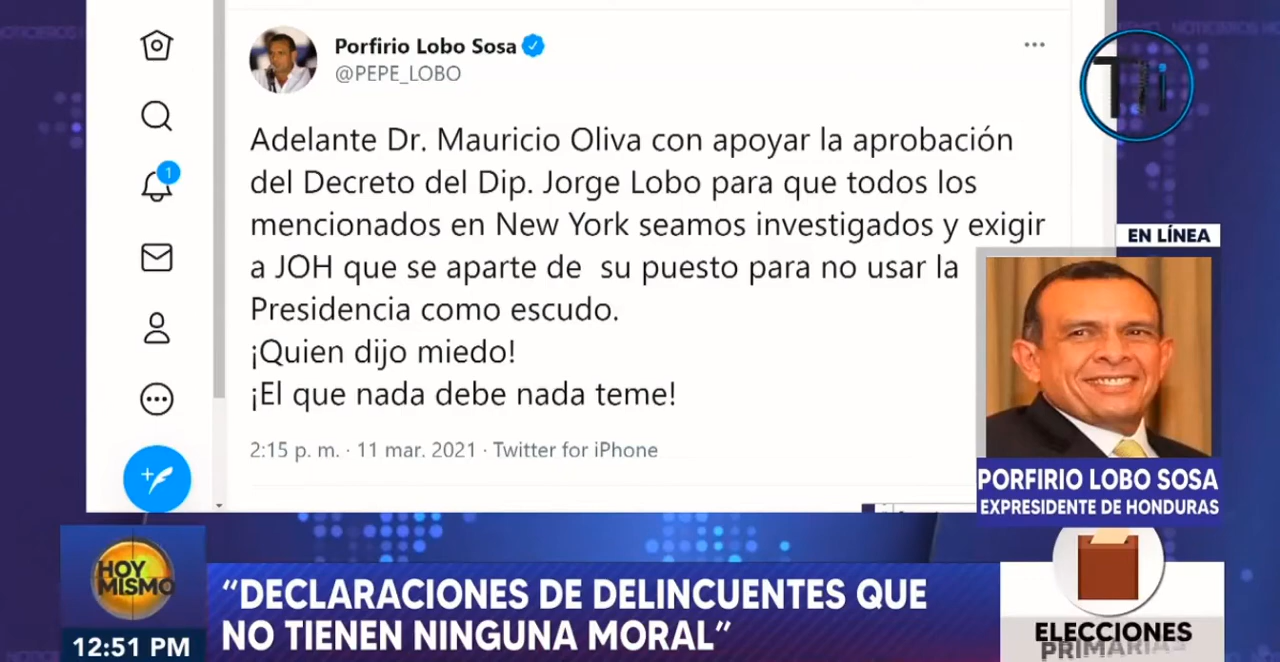 Porfirio Lobo Sosa
@PEPE_LOBO
Adelante Dr. Mauricio Oliva con apoyar la aprobación
del Decreto del Dip. Jorge Lobo para que todos los
mencionados en New York seamos investigados y exigir
a JOH que se aparte de su puesto para no usar la
Presidencia como escudo.
¡Quien dijo miedo!
¡El que nada debe nada teme!
2:15 p. m. · 11 mar. 2021 · Twitter for iPhone
1
EN LÍNEA
PORFIRIO LOBO SOSA
EXPRESIDENTE DE HONDURAS
HOY
MISMO
12:51 PM
“DECLARACIONES DE DELINCUENTES QUE
NO TIENEN NINGUNA MORAL”
ELECCIONES
PRIMARIAS